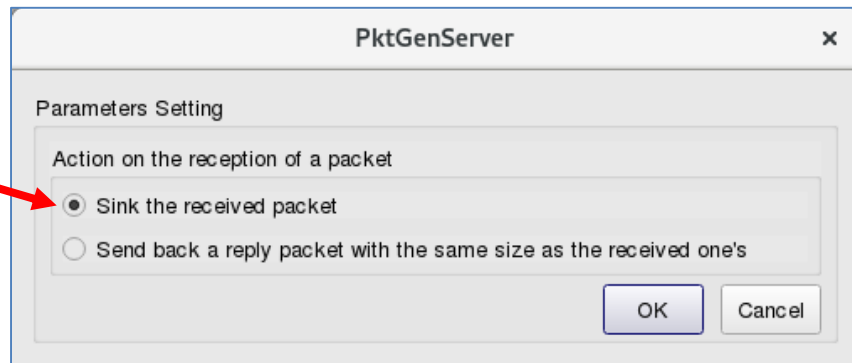 PktGenServer
Parameters Setting
Action on the reception of a packet
Sink the received packet
Send back a reply packet with the same size as the received one's
OK Cancel